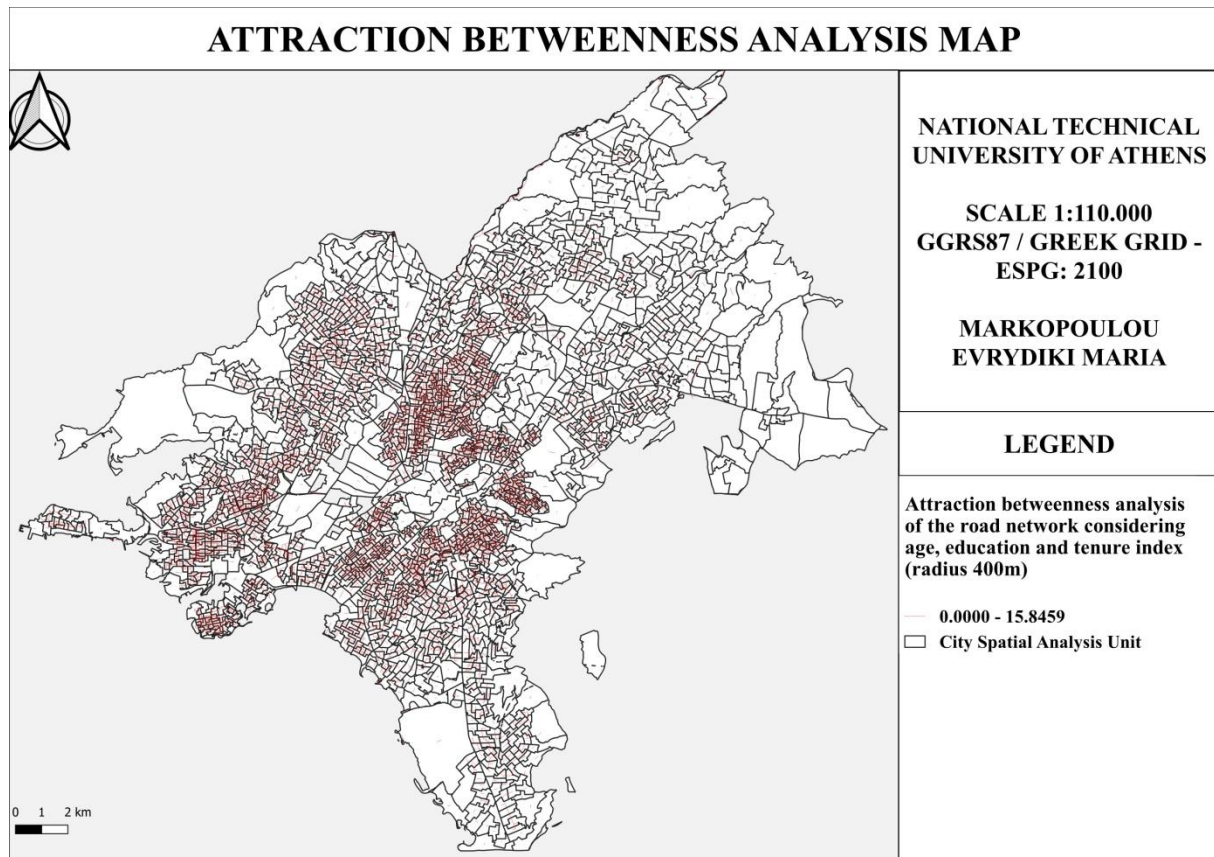 ATTRACTION BETWEENNESS ANALYSIS MAP
NATIONAL TECHNICAL
UNIVERSITY OF ATHENS
SCALE 1:110.000
GGRS87 / GREEK GRID -
ESPG: 2100
MARKOPOULOU
EVRYDIKI MARIA
LEGEND
Attraction betweenness analysis
of the road network considering
age, education and tenure index
(radius 400m)
0.0000 - 15.8459
City Spatial Analysis Unit
0 1 2 km